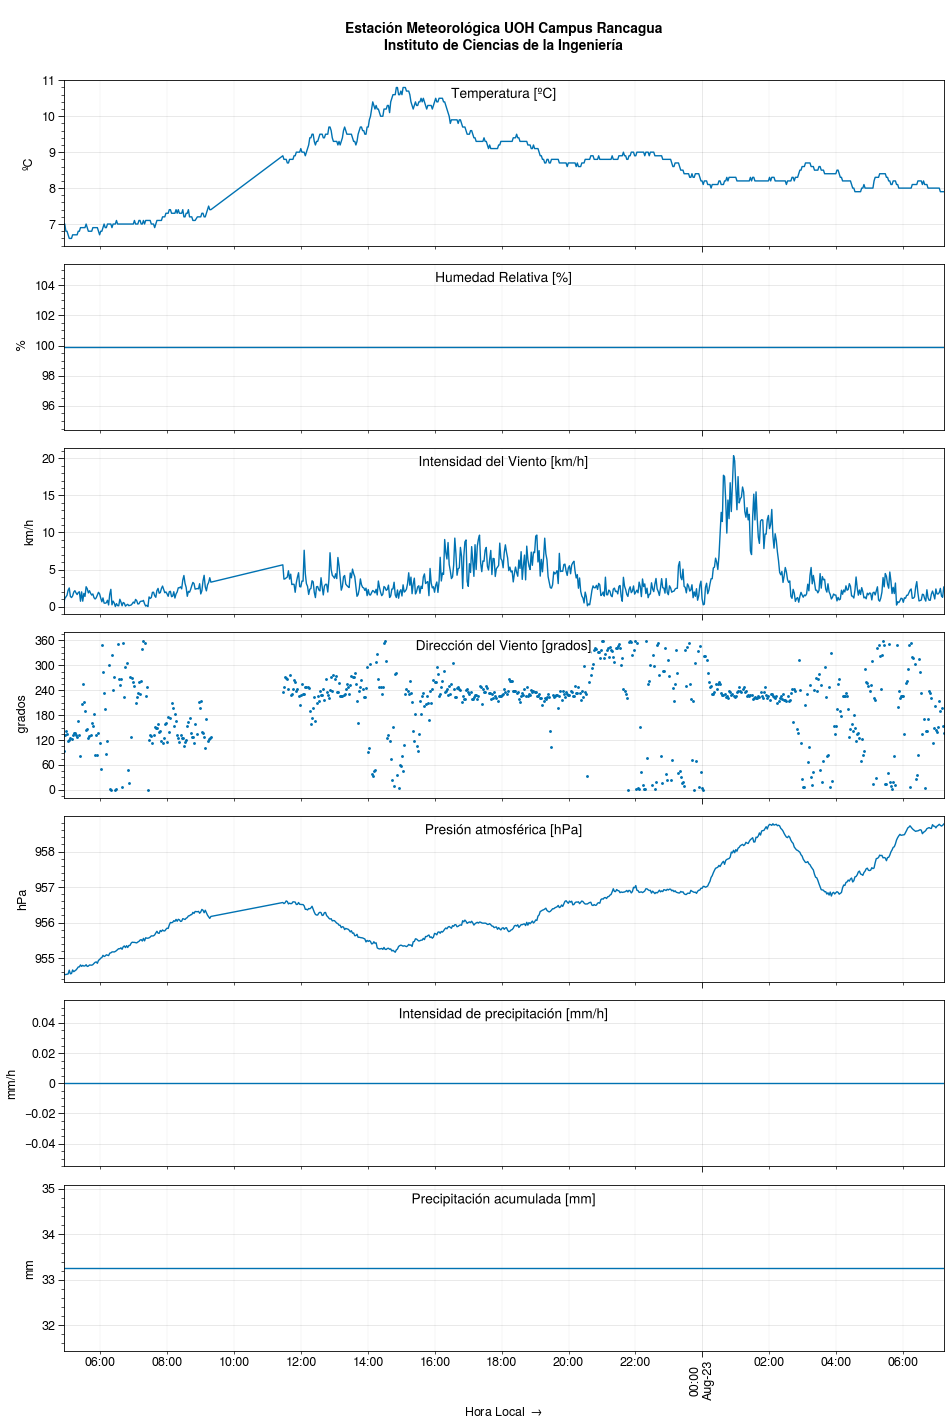 Estación Meteorológica UOH Campus Rancagua
Instituto de Ciencias de la Ingeniería
Temperatura [ºC]
ºC
11
10
9
8
7
Humedad Relativa [%]
%
104
102
100
98
96
Intensidad del Viento [km/h]
km/h
20
15
10
5
0
Dirección del Viento [grados]
grados
360
300
240
180
120
60
0
Presión atmosférica [hPa]
hPa
958
957
956
955
Intensidad de precipitación [mm/h]
mm/h
0.04
0.02
0
−0.02
−0.04
Precipitación acumulada [mm]
mm
35
34
33
32
06:00 08:00 10:00 12:00 14:00 16:00 18:00 20:00 22:00 00:00 02:00 04:00 06:00
Aug-23
Hora Local →